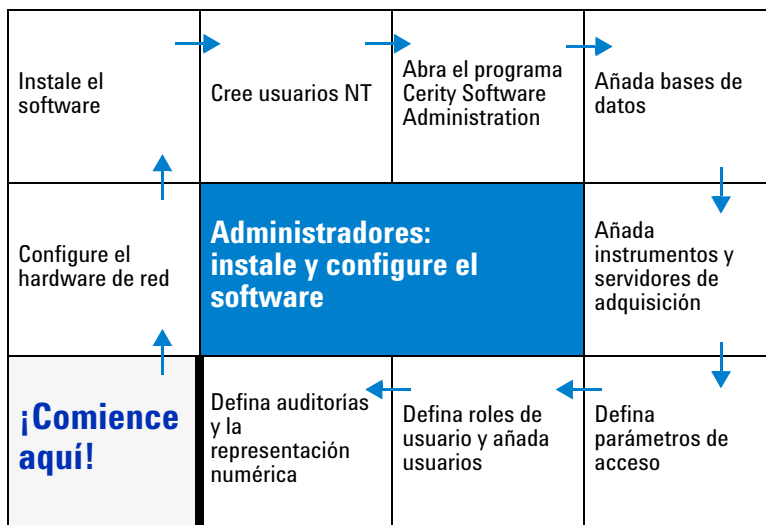 Instale el
software
Cree usuarios NT
Abra el programa
Cerity Software
Administration
Añada bases de
datos
Configure el
hardware de red
Administradores:
instale y configure el
software
Añada
instrumentos y
servidores de
adquisición
¡Comience
aquí!
Defina auditorías
y la
representación
numérica
Defina roles de
usuario y añada
usuarios
Defina
parámetros de
acceso